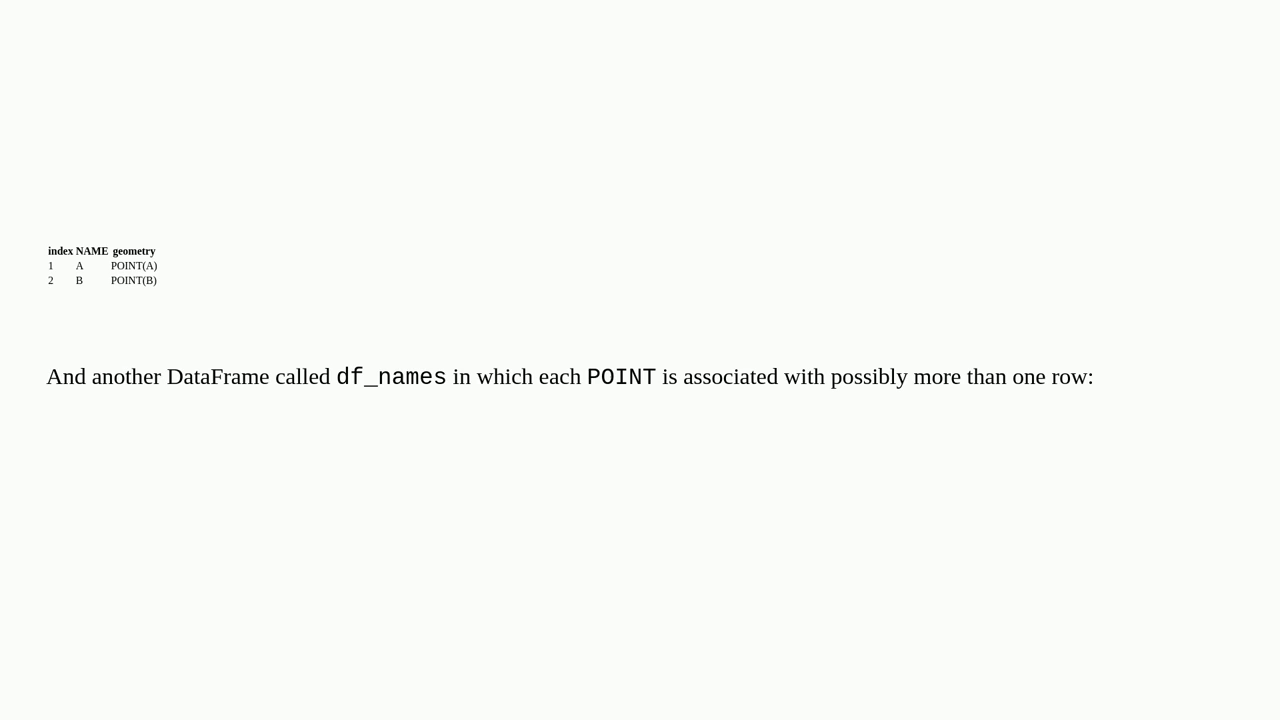 index NAME geometry
1 A POINT(A)
2 B POINT(B)
And another DataFrame called df_names in which each POINT is associated with possibly more than one row: